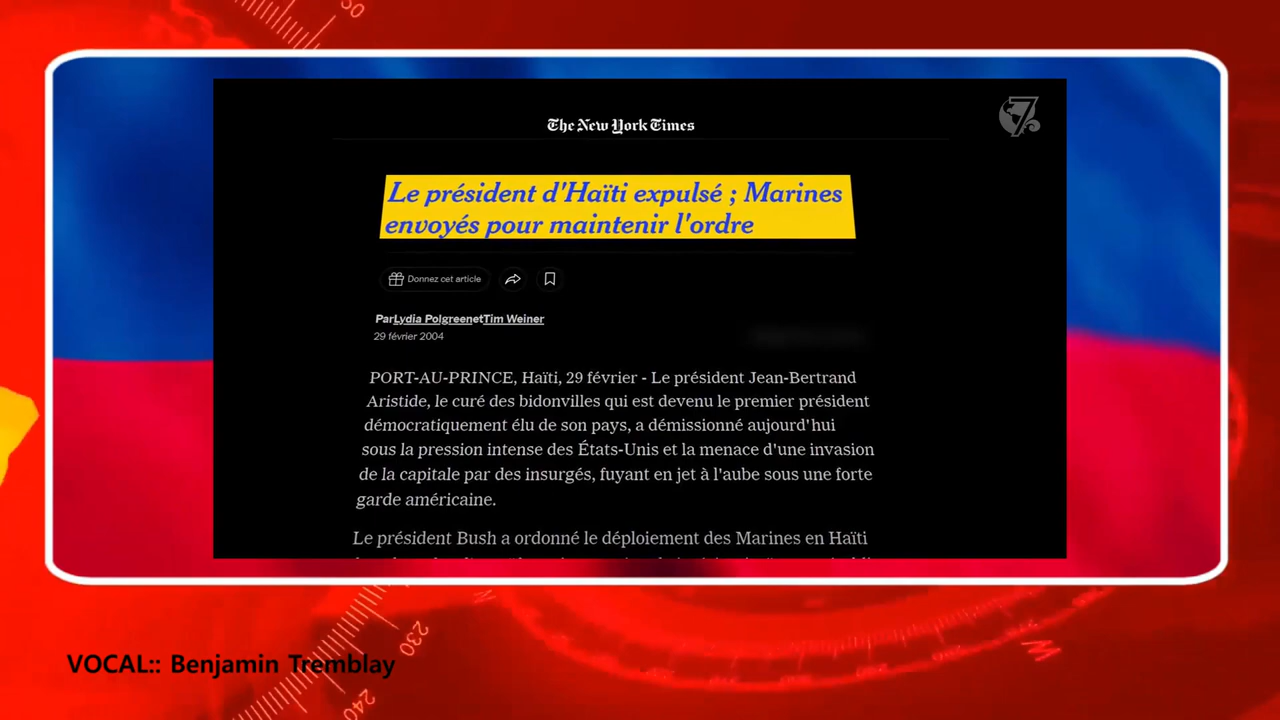 30
7
The New York Times
Le président d'Haïti expulsé ; Marines
envoyés pour maintenir l'ordre
Donnez cet article
ParLydia PolgreenetTim Weiner
29 février 2004
PORT-AU-PRINCE, Haïti, 29 février - Le président Jean-Bertrand
Aristide, le curé des bidonvilles qui est devenu le premier président
démocratiquement élu de son pays, a démissionné aujourd'hui
sous la pression intense des États-Unis et la menace d'une invasion
de la capitale par des insurgés, fuyant en jet à l'aube sous une forte
garde américaine.
Le président Bush a ordonné le déploiement des Marines en Haïti
230
W
VOCAL:: Benjamin Tremblay
240